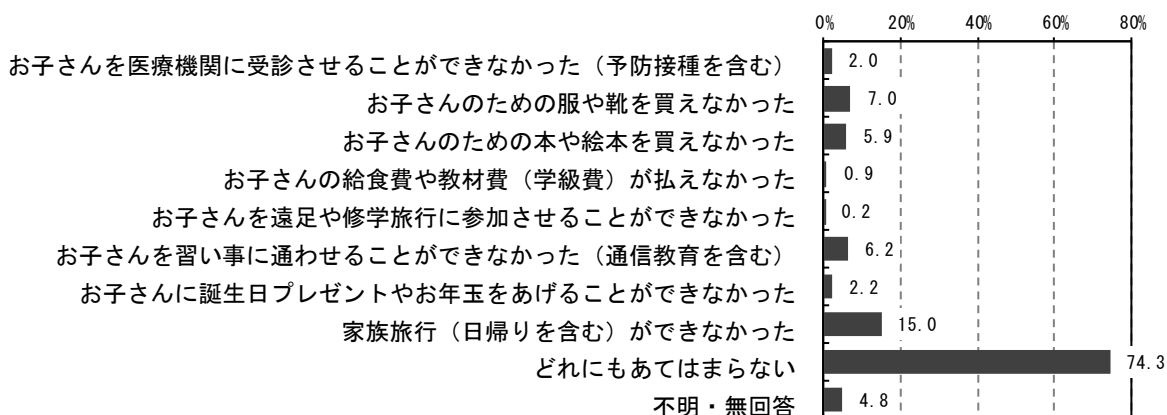 0% 20% 40% 60% 80%
お子さんを医療機関に受診させることができなかった（予防接種を含む） 2.0
お子さんのための服や靴を買えなかった 7.0
お子さんのための本や絵本を買えなかった 5.9
お子さんの給食費や教材費（学級費）が払えなかった 0.9
お子さんを遠足や修学旅行に参加させることができなかった 0.2
お子さんを習い事に通わせることができなかった（通信教育を含む） 6.2
お子さんに誕生日プレゼントやお年玉をあげることができなかった 2.2
家族旅行（日帰りを含む）ができなかった 15.0
どれにもあてはまらない 74.3
不明・無回答 4.8